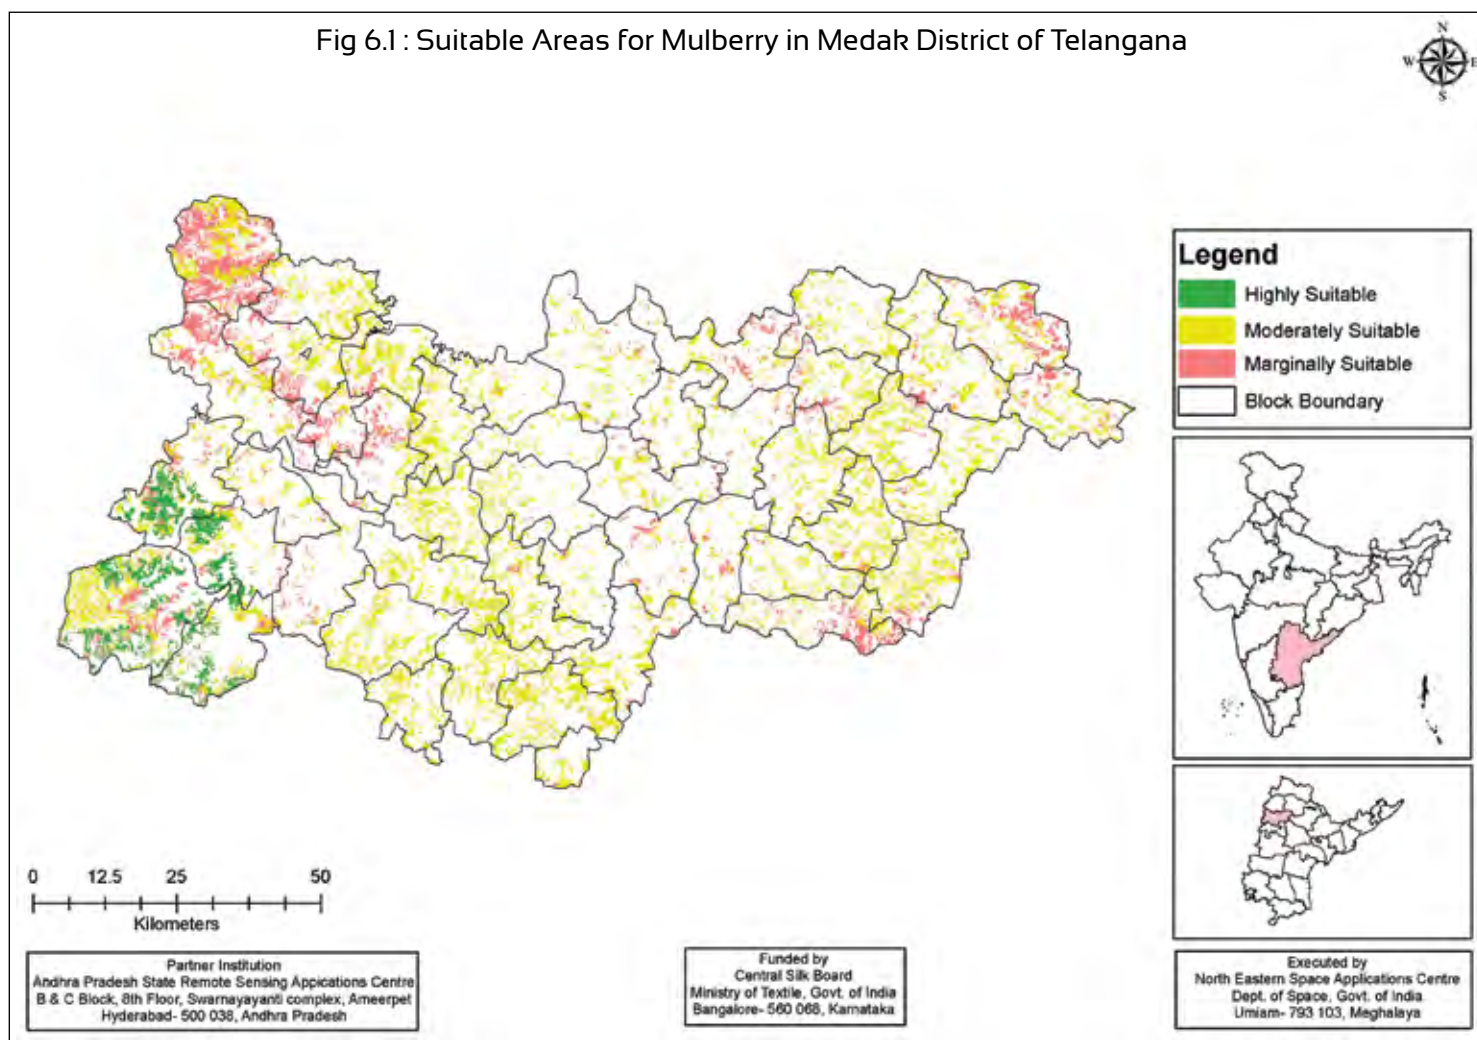 Fig 6.1 : Suitable Areas for Mulberry in Medak District of Telangana
N
W E
S
Legend
Highly Suitable
Moderately Suitable
Marginally Suitable
Block Boundary
0 12.5 25 50
Kilometers
Partner Institution
Andhra Pradesh State Remote Sensing Appications Centre
B & C Block, 8th Floor, Swarnayayanti complex, Ameerpet
Hyderabad- 500 038, Andhra Pradesh
Funded by
Central Silk Board
Ministry of Textile, Govt. of India
Bangalore- 560 068, Karnataka
Executed by
North Eastern Space Applications Centre
Dept. of Space, Govt. of India
Umiam- 793 103, Meghalaya